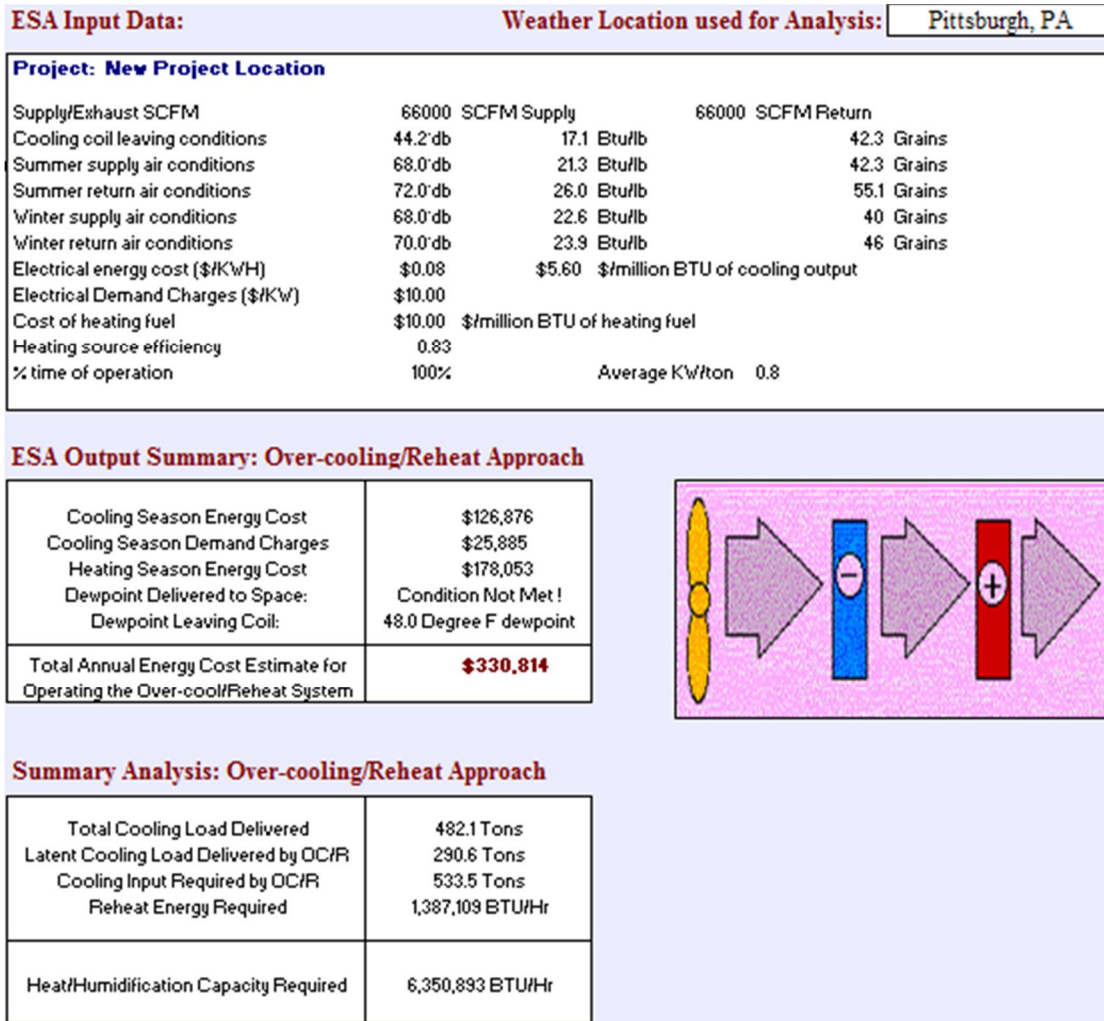 ESA Input Data: Weather Location used for Analysis: Pittsburgh, PA
Project: New Project Location
Supply/Exhaust SCFM 66000 SCFM Supply 66000 SCFM Return
Cooling coil leaving conditions 44.2°db 17.1 Btu/lb 42.3 Grains
Summer supply air conditions 68.0°db 21.3 Btu/lb 42.3 Grains
Summer return air conditions 72.0°db 26.0 Btu/lb 55.1 Grains
Winter supply air conditions 68.0°db 22.6 Btu/lb 40 Grains
Winter return air conditions 70.0°db 23.9 Btu/lb 46 Grains
Electrical energy cost ($/KWH) $0.08 $5.60 $/million BTU of cooling output
Electrical Demand Charges ($/KW) $10.00
Cost of heating fuel $10.00 $/million BTU of heating fuel
Heating source efficiency 0.83
% time of operation 100% Average KW/ton 0.8
ESA Output Summary: Over-cooling/Reheat Approach
Cooling Season Energy Cost $126,876
Cooling Season Demand Charges $25,885
Heating Season Energy Cost $178,053
Dewpoint Delivered to Space: Condition Not Met !
Dewpoint Leaving Coil: 48.0 Degree F dewpoint
Total Annual Energy Cost Estimate for $330,814
Operating the Over-cool/Reheat System
Summary Analysis: Over-cooling/Reheat Approach
Total Cooling Load Delivered 482.1 Tons
Latent Cooling Load Delivered by OC/R 290.6 Tons
Cooling Input Required by OC/R 533.5 Tons
Reheat Energy Required 1,387,109 BTU/Hr
Heat/Humidification Capacity Required 6,350,893 BTU/Hr